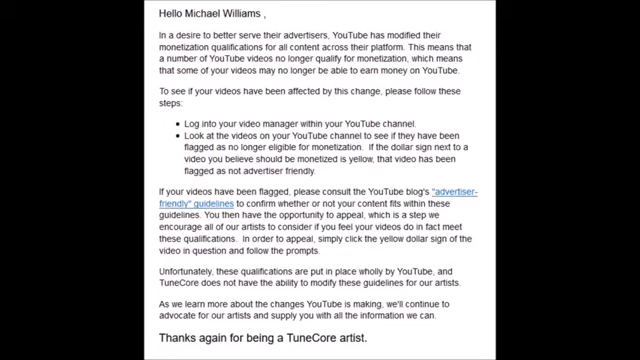 Hello Michael Williams ,
In a desire to better serve their advertisers, YouTube has modified their
monetization qualifications for all content across their platform. This means that
a number of YouTube videos no longer qualify for monetization, which means
that some of your videos may no longer be able to earn money on YouTube.
To see if your videos have been affected by this change, please follow these
steps:
• Log into your video manager within your YouTube channel.
• Look at the videos on your YouTube channel to see if they have been
flagged as no longer eligible for monetization. If the dollar sign next to a
video you believe should be monetized is yellow, that video has been
flagged as not advertiser friendly.
If your videos have been flagged, please consult the YouTube blog's "advertiser-
friendly" guidelines to confirm whether or not your content fits within these
guidelines. You then have the opportunity to appeal, which is a step we
encourage all of our artists to consider if you feel your videos do in fact meet
these qualifications. In order to appeal, simply click the yellow dollar sign of the
video in question and follow the prompts.
Unfortunately, these qualifications are put in place wholly by YouTube, and
TuneCore does not have the ability to modify these guidelines for our artists.
As we learn more about the changes YouTube is making, we'll continue to
advocate for our artists and supply you with all the information we can.
Thanks again for being a TuneCore artist.